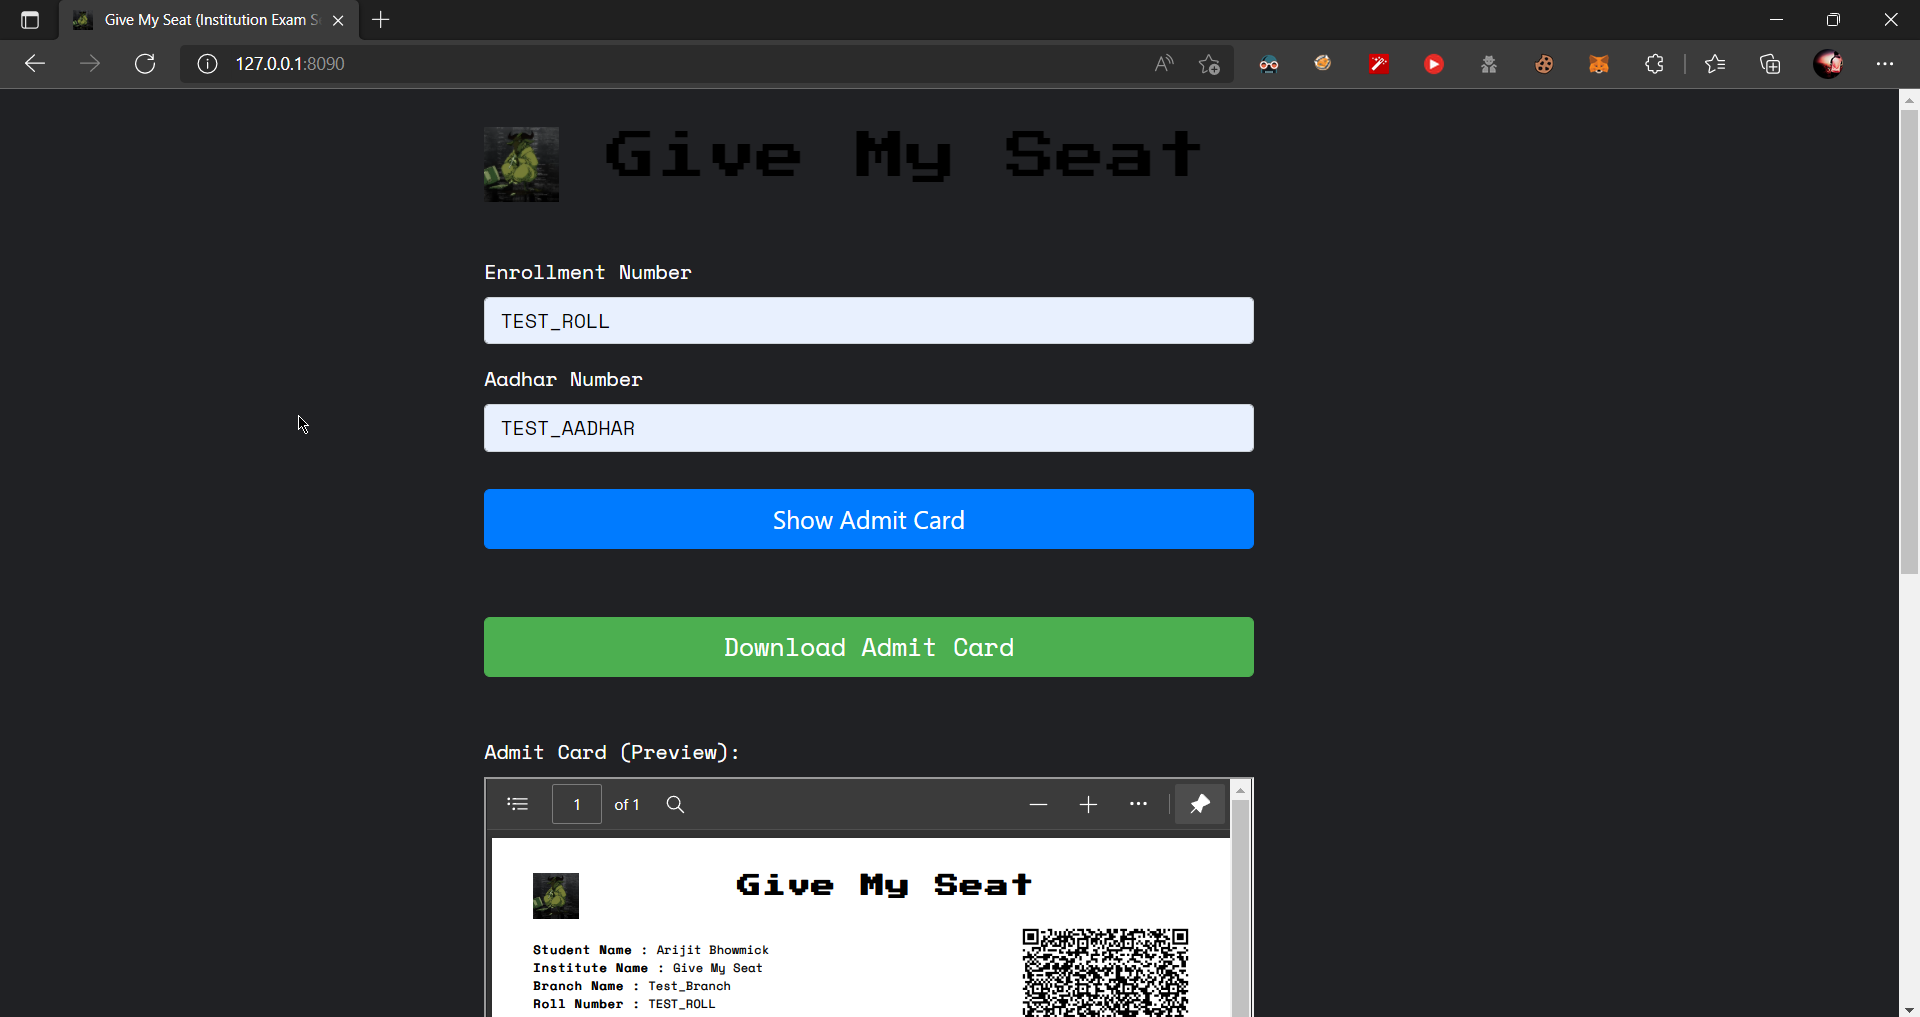 Give My Seat (Institution Exam S
127.0.0.1:8090
Give My Seat
Enrollment Number
TEST_ROLL
Aadhar Number
TEST_AADHAR
Show Admit Card
Download Admit Card
Admit Card (Preview):
1 of 1
Give My Seat
Student Name : Arijit Bhowmick
Institute Name : Give My Seat
Branch Name : Test_Branch
Roll Number : TEST_ROLL